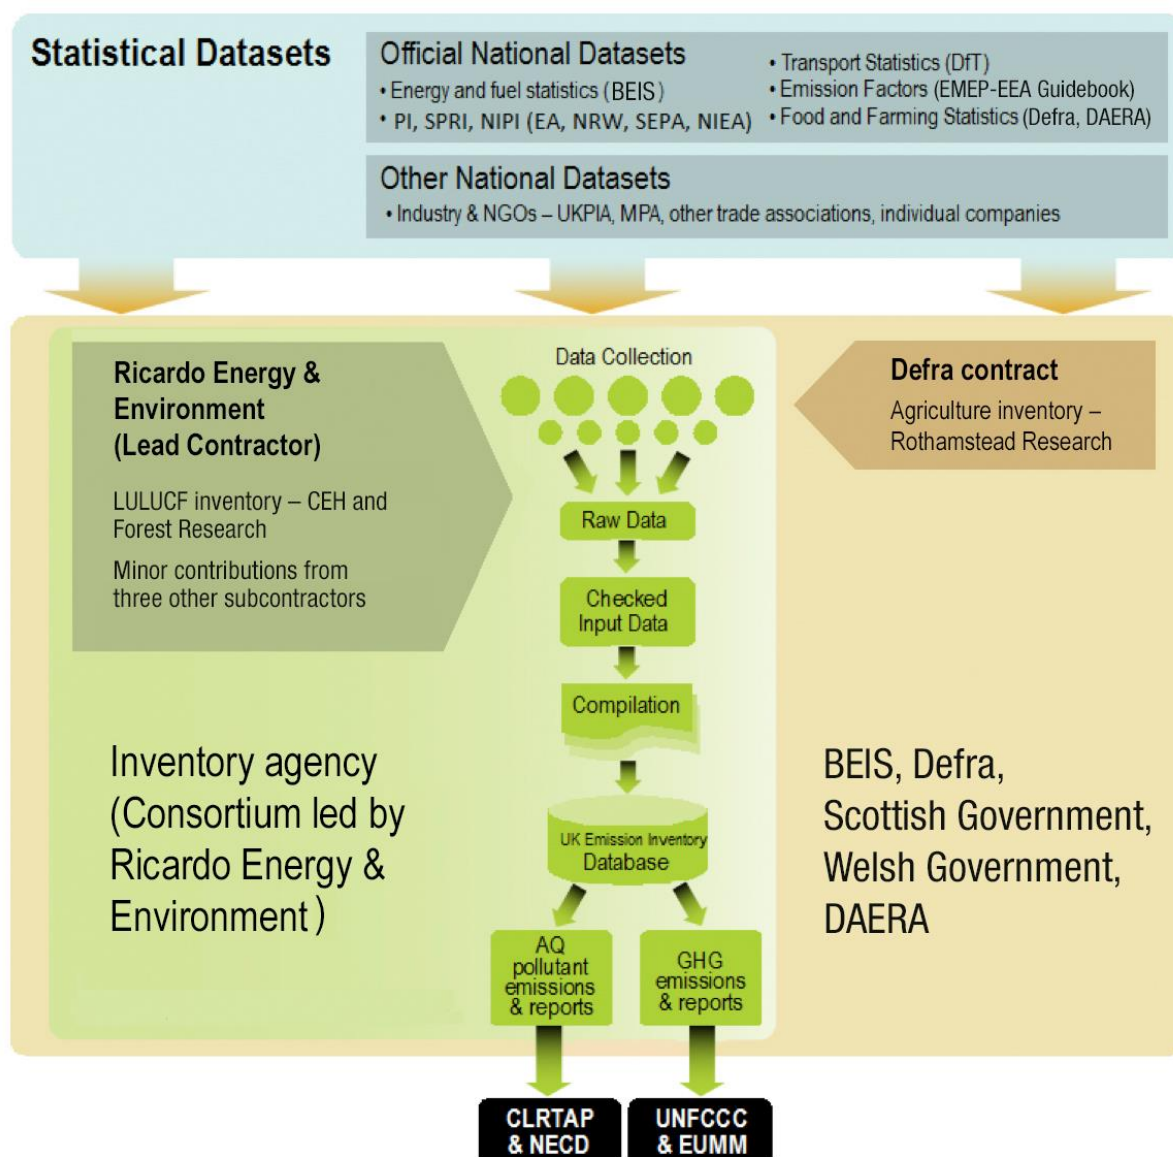 Statistical Datasets
Official National Datasets
• Energy and fuel statistics (BEIS)
• PI, SPRI, NIPI (EA, NRW, SEPA, NIEA)
• Transport Statistics (DfT)
• Emission Factors (EMEP-EEA Guidebook)
• Food and Farming Statistics (Defra, DAERA)
Other National Datasets
• Industry & NGOs – UKPIA, MPA, other trade associations, individual companies
Ricardo Energy &
Environment
(Lead Contractor)
LULUCF inventory – CEH and
Forest Research
Minor contributions from
three other subcontractors
Data Collection
Raw Data
Checked
Input Data
Compilation
UK Emission Inventory
Database
AQ
pollutant
emissions
& reports
GHG
emissions
& reports
CLRTAP
& NECD
UNFCCC
& EUMM
Defra contract
Agriculture inventory –
Rothamstead Research
Inventory agency
(Consortium led by
Ricardo Energy &
Environment)
BEIS, Defra,
Scottish Government,
Welsh Government,
DAERA